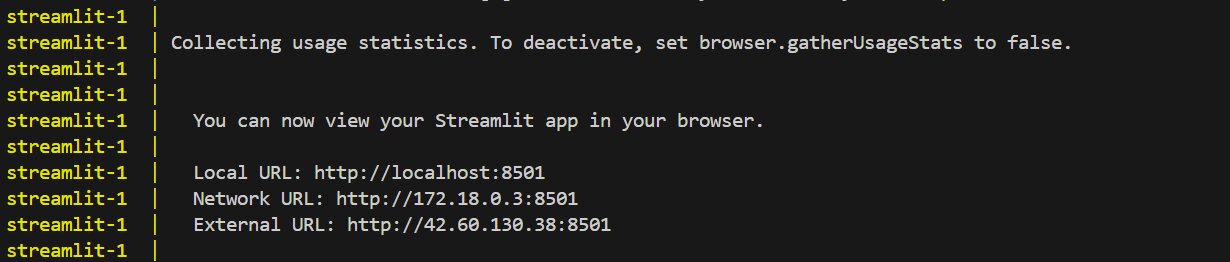 streamlit-1 |
streamlit-1 | Collecting usage statistics. To deactivate, set browser.gatherUsageStats to false.
streamlit-1 |
streamlit-1 |
streamlit-1 | You can now view your Streamlit app in your browser.
streamlit-1 |
streamlit-1 | Local URL: http://localhost:8501
streamlit-1 | Network URL: http://172.18.0.3:8501
streamlit-1 | External URL: http://42.60.130.38:8501
streamlit-1 |